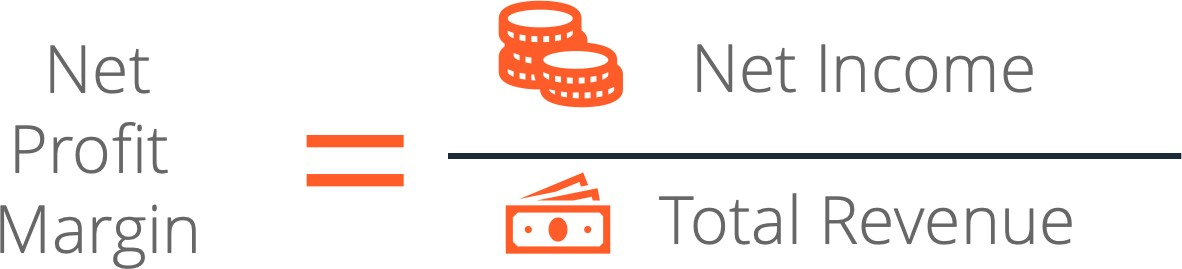 Net
Profit
Margin
=
Net Income
Total Revenue